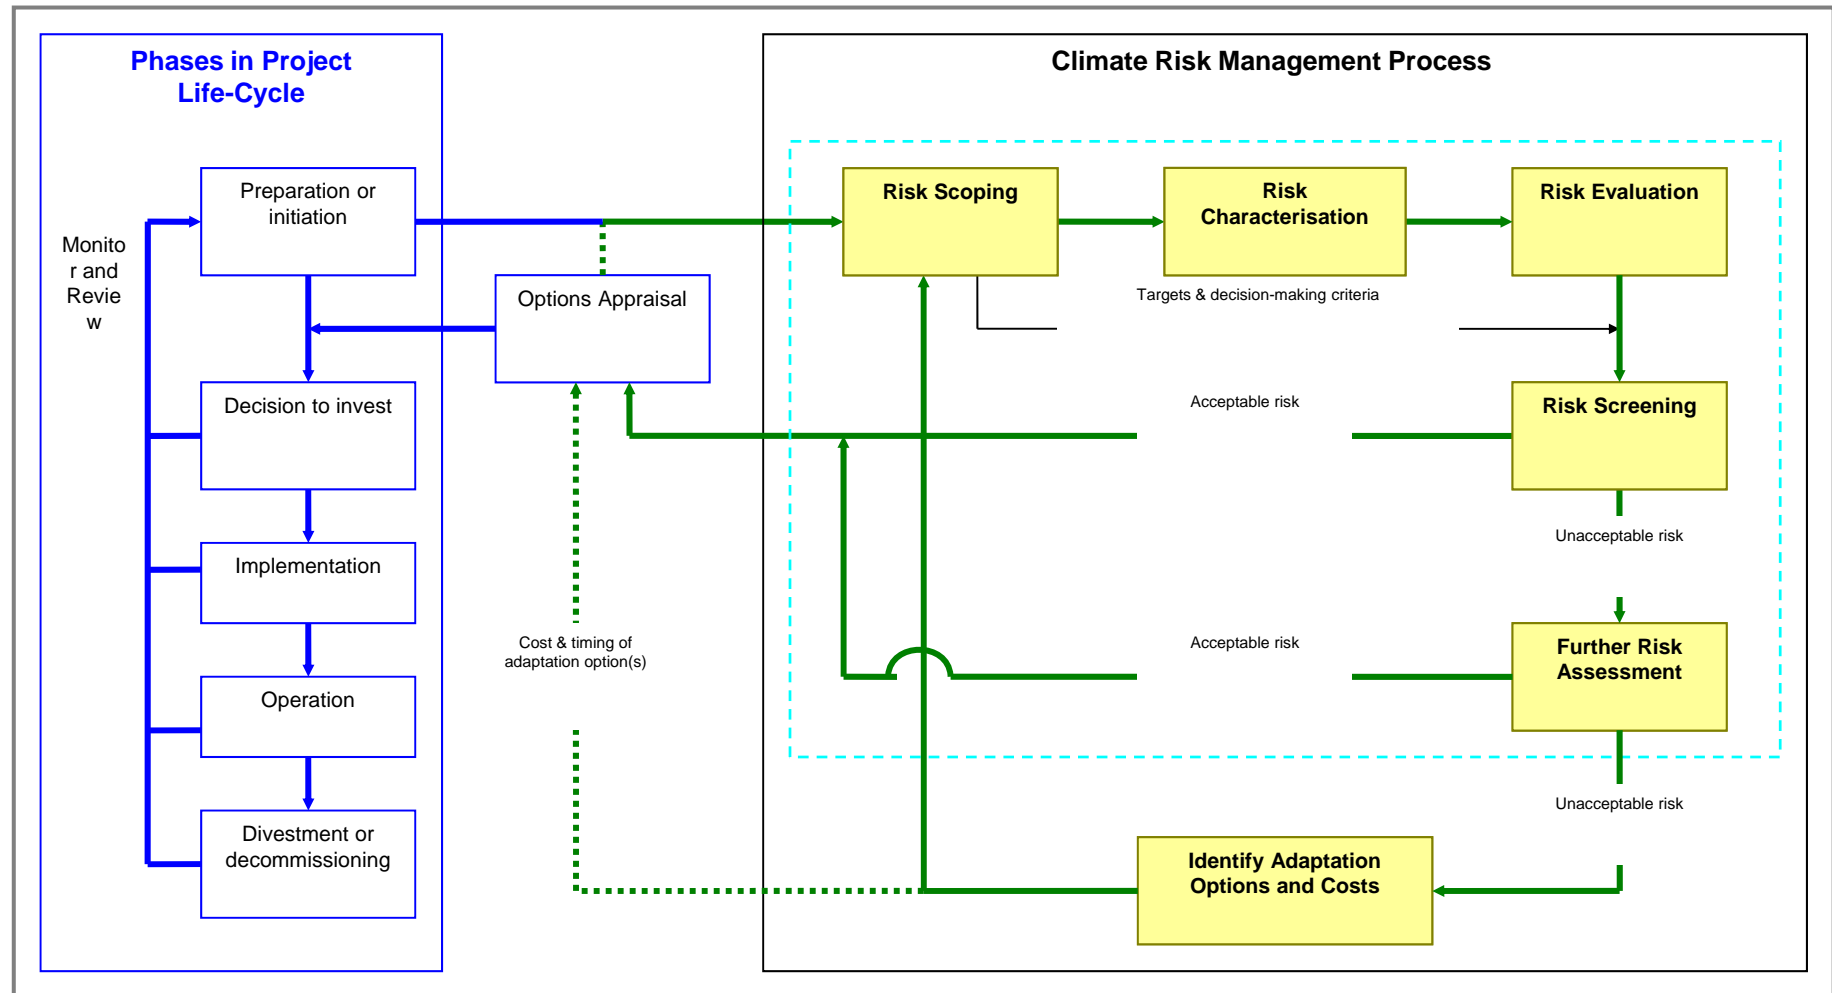 Phases in Project
Life-Cycle
Climate Risk Management Process
Preparation or
initiation
Monito
r and
Revie
w
Options Appraisal
Decision to invest
Implementation
Operation
Divestment or
decommissioning
Cost & timing of
adaptation option(s)
Risk Scoping
Risk
Characterisation
Risk Evaluation
Targets & decision-making criteria
Acceptable risk
Risk Screening
Unacceptable risk
Acceptable risk
Further Risk
Assessment
Unacceptable risk
Identify Adaptation
Options and Costs